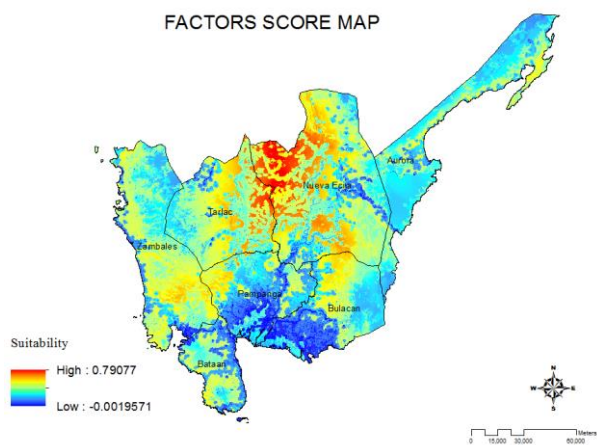 FACTORS SCORE MAP
Aurora
Nueva Ecija
Tarlac
Zambales
Pampanga
Bulacan
Bataan
Suitability
High : 0.79077
Low : -0.0019571
N
W
E
S
Meters
0 15,000 30,000 60,000